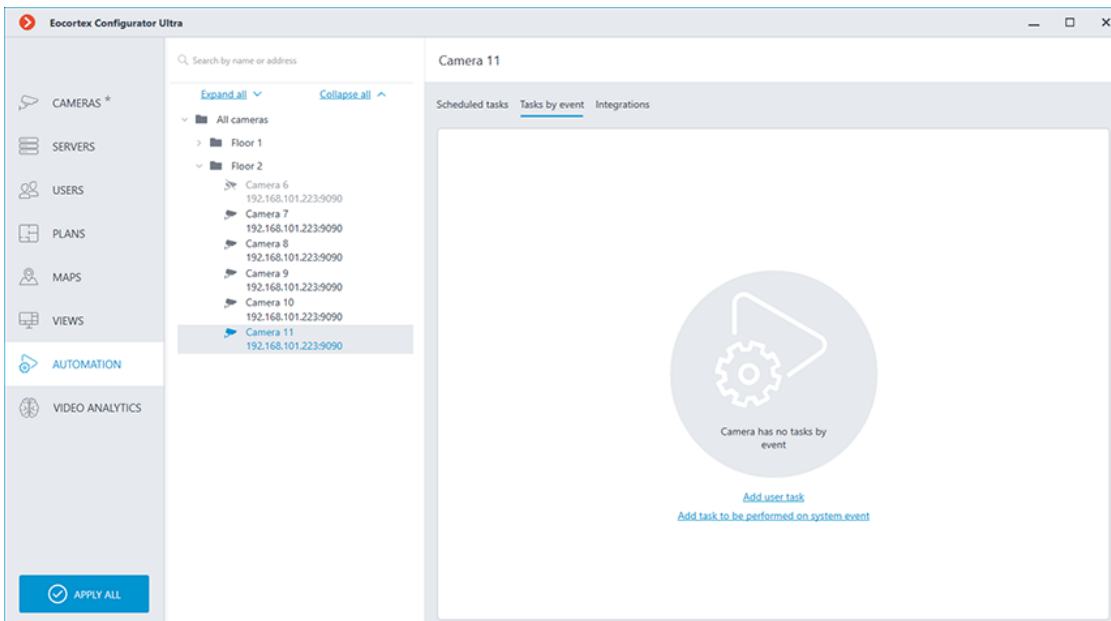 Eocortex Configurator Ultra
CAMERAS *
SERVERS
USERS
PLANS
MAPS
VIEWS
AUTOMATION
VIDEO ANALYTICS
APPLY ALL
Search by name or address
Expand all
Collapse all
All cameras
Floor 1
Floor 2
Camera 6
192.168.101.223:9090
Camera 7
192.168.101.223:9090
Camera 8
192.168.101.223:9090
Camera 9
192.168.101.223:9090
Camera 10
192.168.101.223:9090
Camera 11
192.168.101.223:9090
Camera 11
Scheduled tasks Tasks by event Integrations
Camera has no tasks by
event
Add user task
Add task to be performed on system event